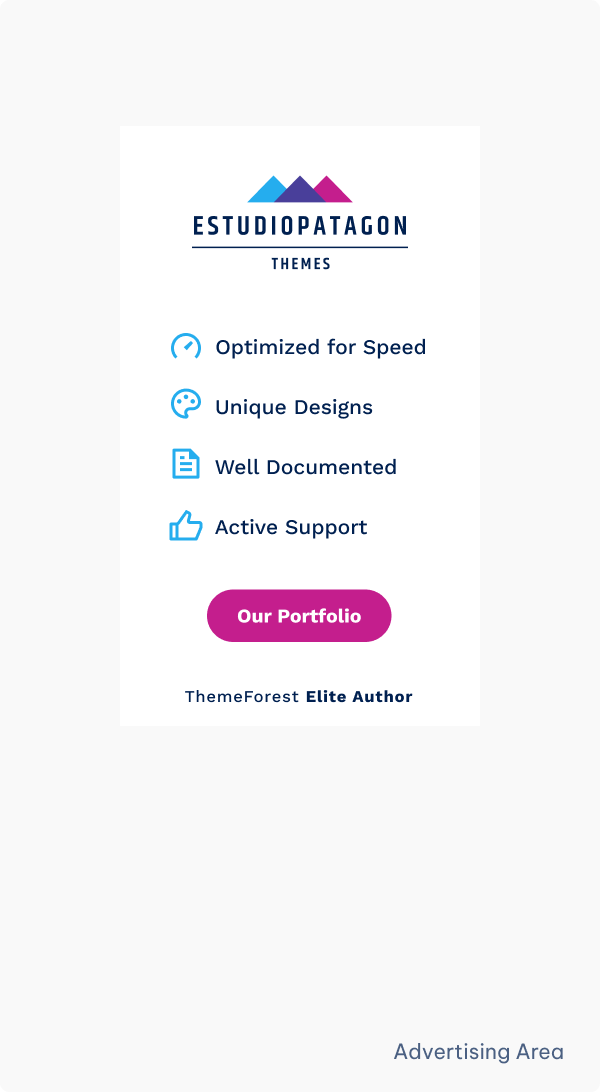 ESTUDIOPATAGON
THEMES
Optimized for Speed
Unique Designs
Well Documented
Active Support
Our Portfolio
ThemeForest Elite Author
Advertising Area